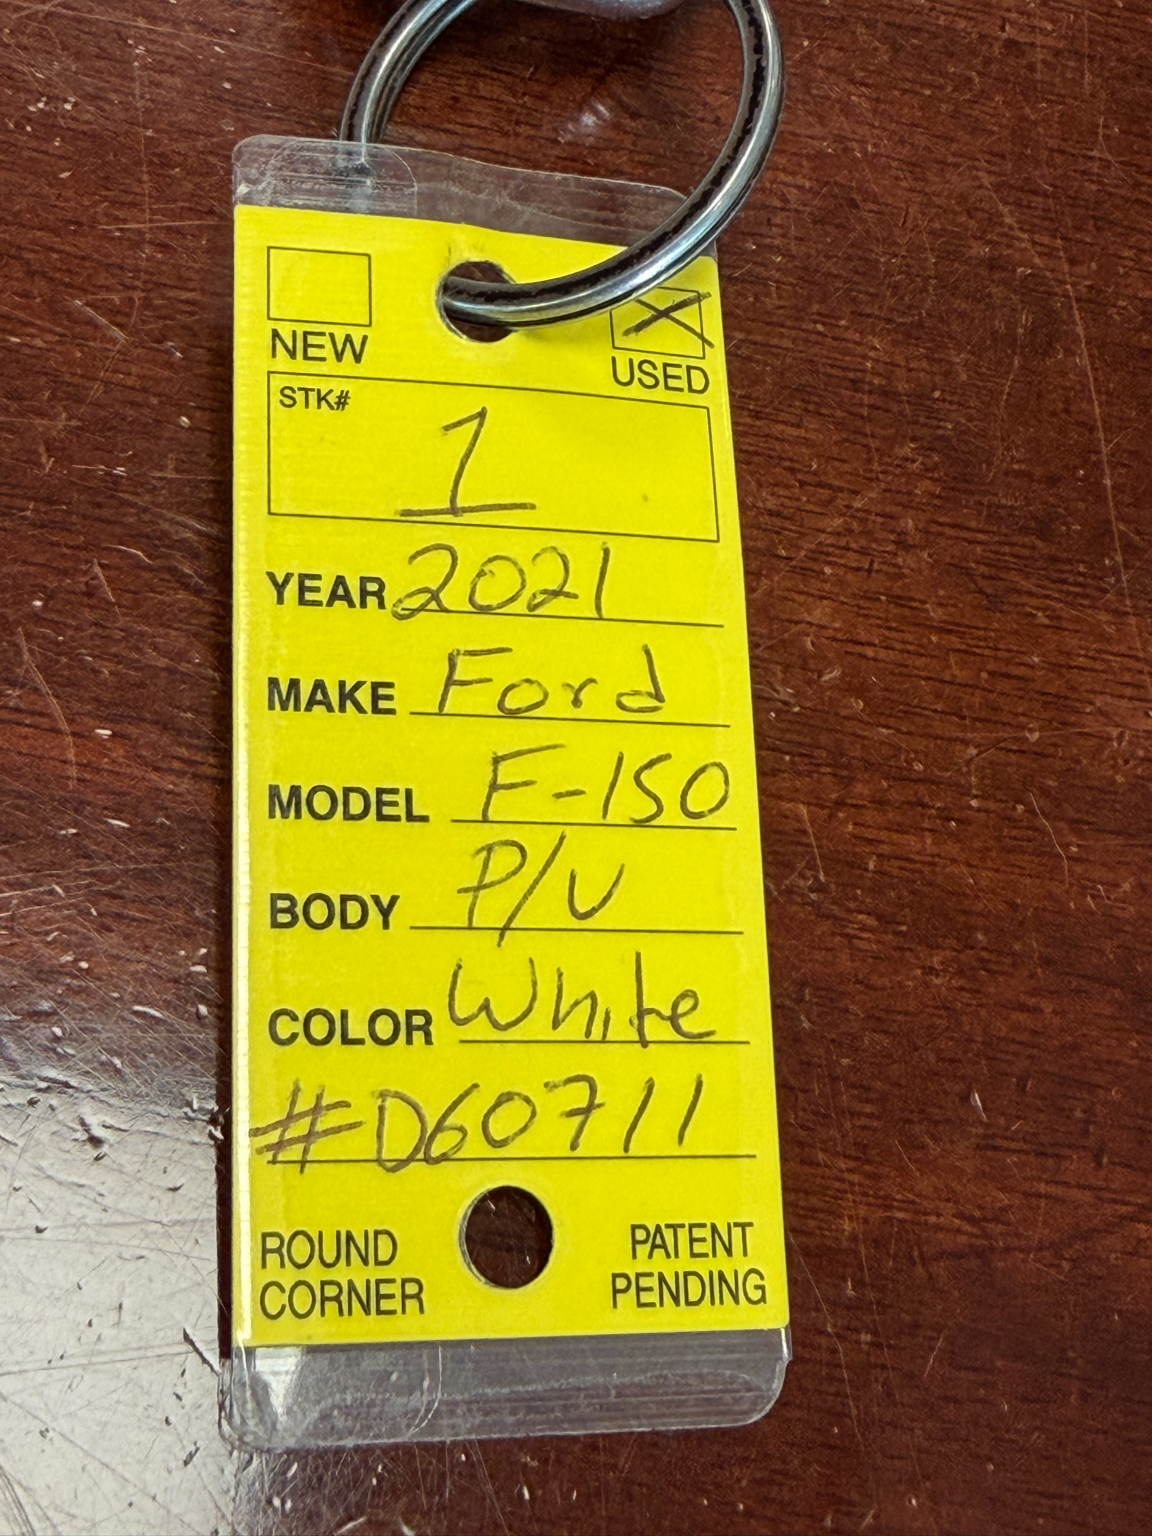 NEW USED
STK#
1
YEAR 2021
MAKE Ford
MODEL F-150
BODY P/U
COLOR White
#D60711
ROUND CORNER
PATENT PENDING